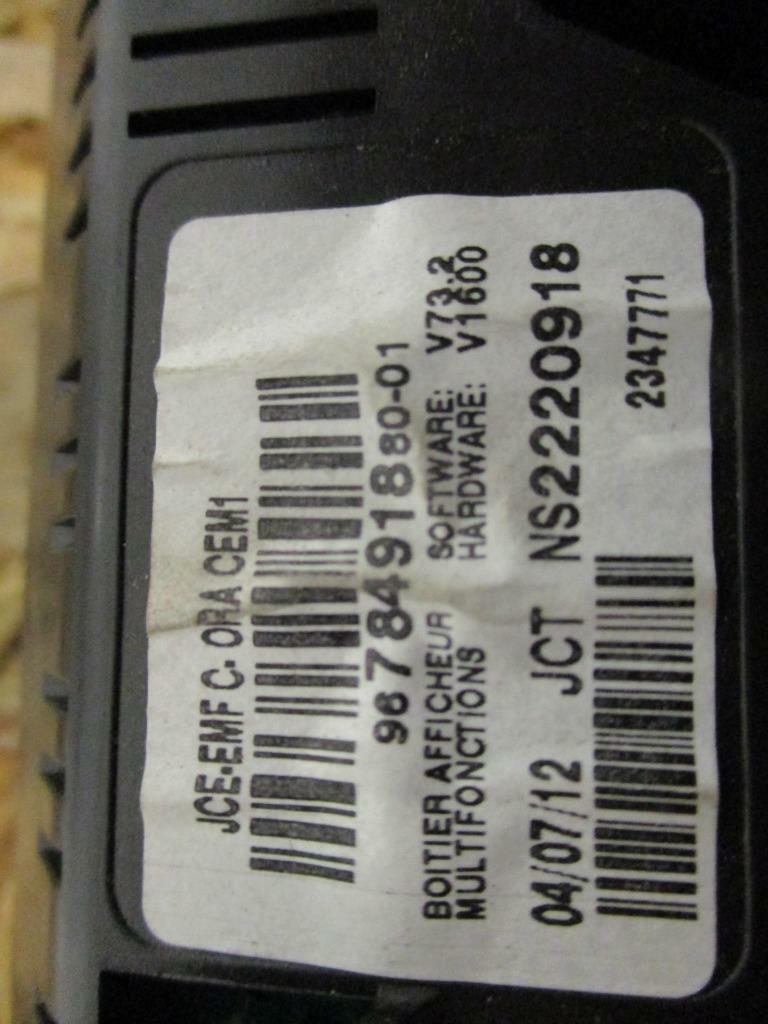 JCE-EMF C- ORA CEM1
9678491880-01
BOITIER AFFICHEUR SOFTWARE: V73.2
MULTIFONCTIONS HARDWARE: V1600
04/07/12 JCT NS2220918
2347771